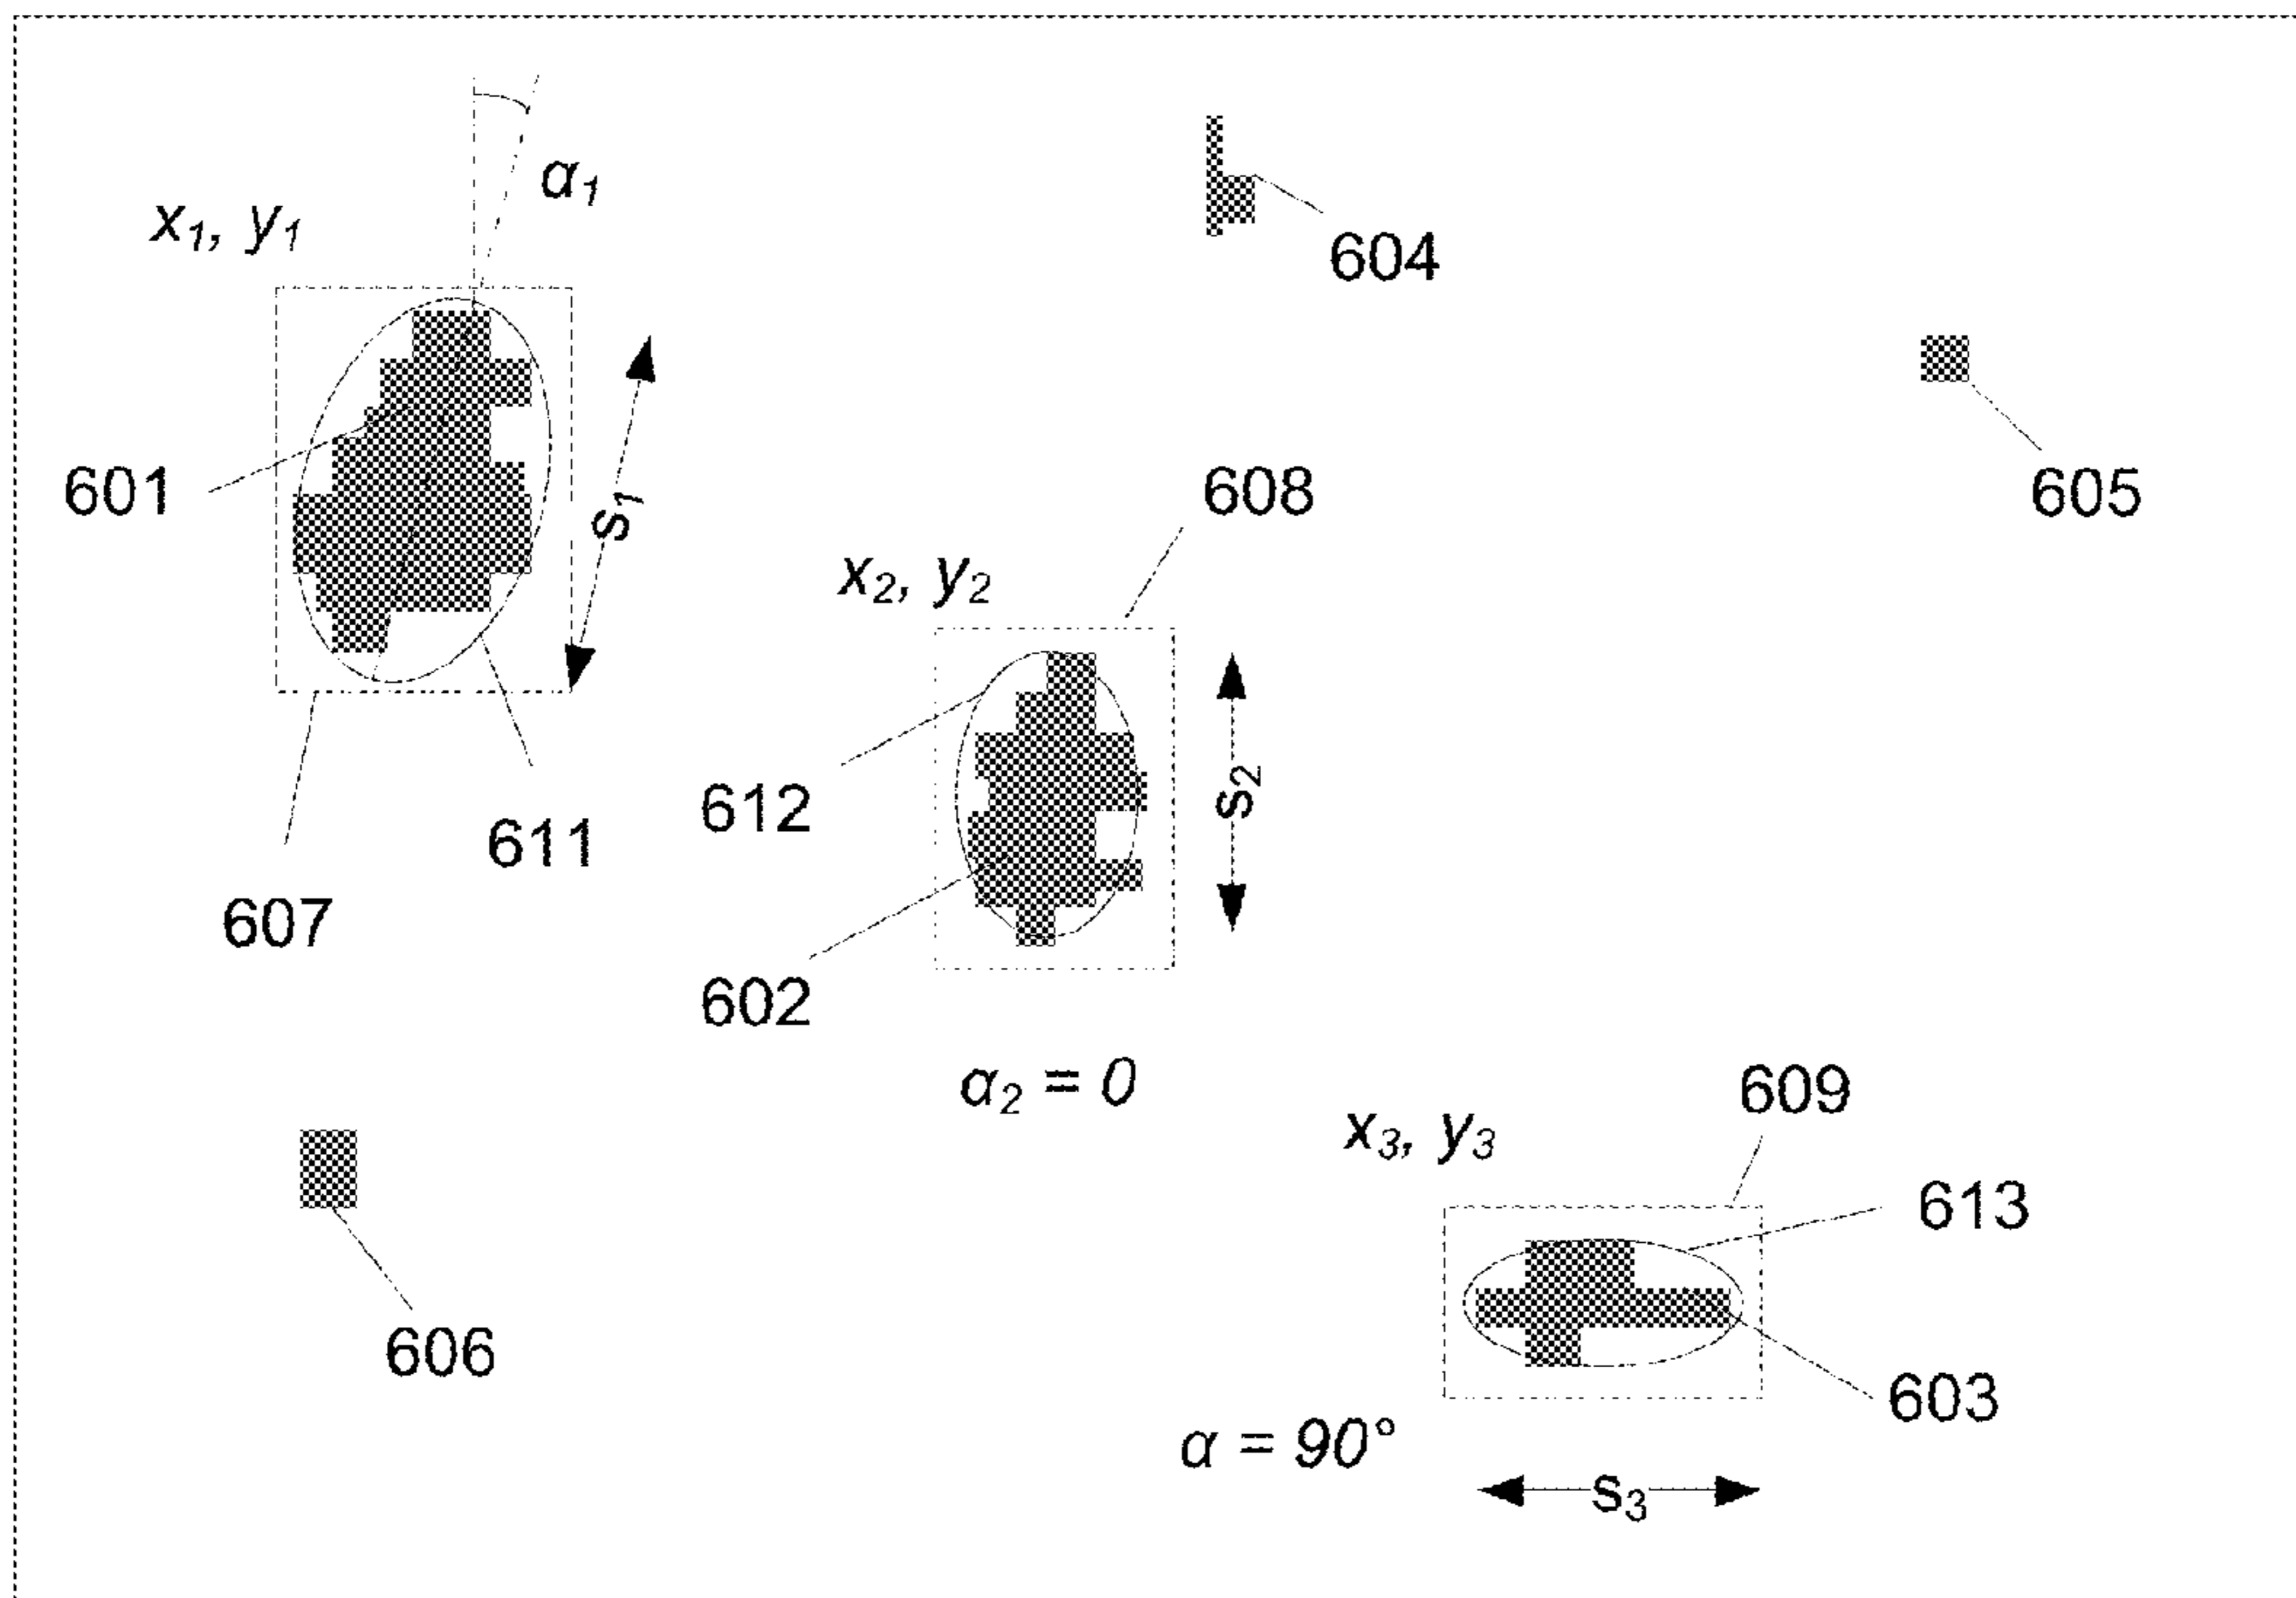 α₁
x₁, y₁
604
601
s₁
608
605
x₂, y₂
612
s₂
611
607
602
α₂ = 0
609
x₃, y₃
613
606
603
α = 90°
s₃